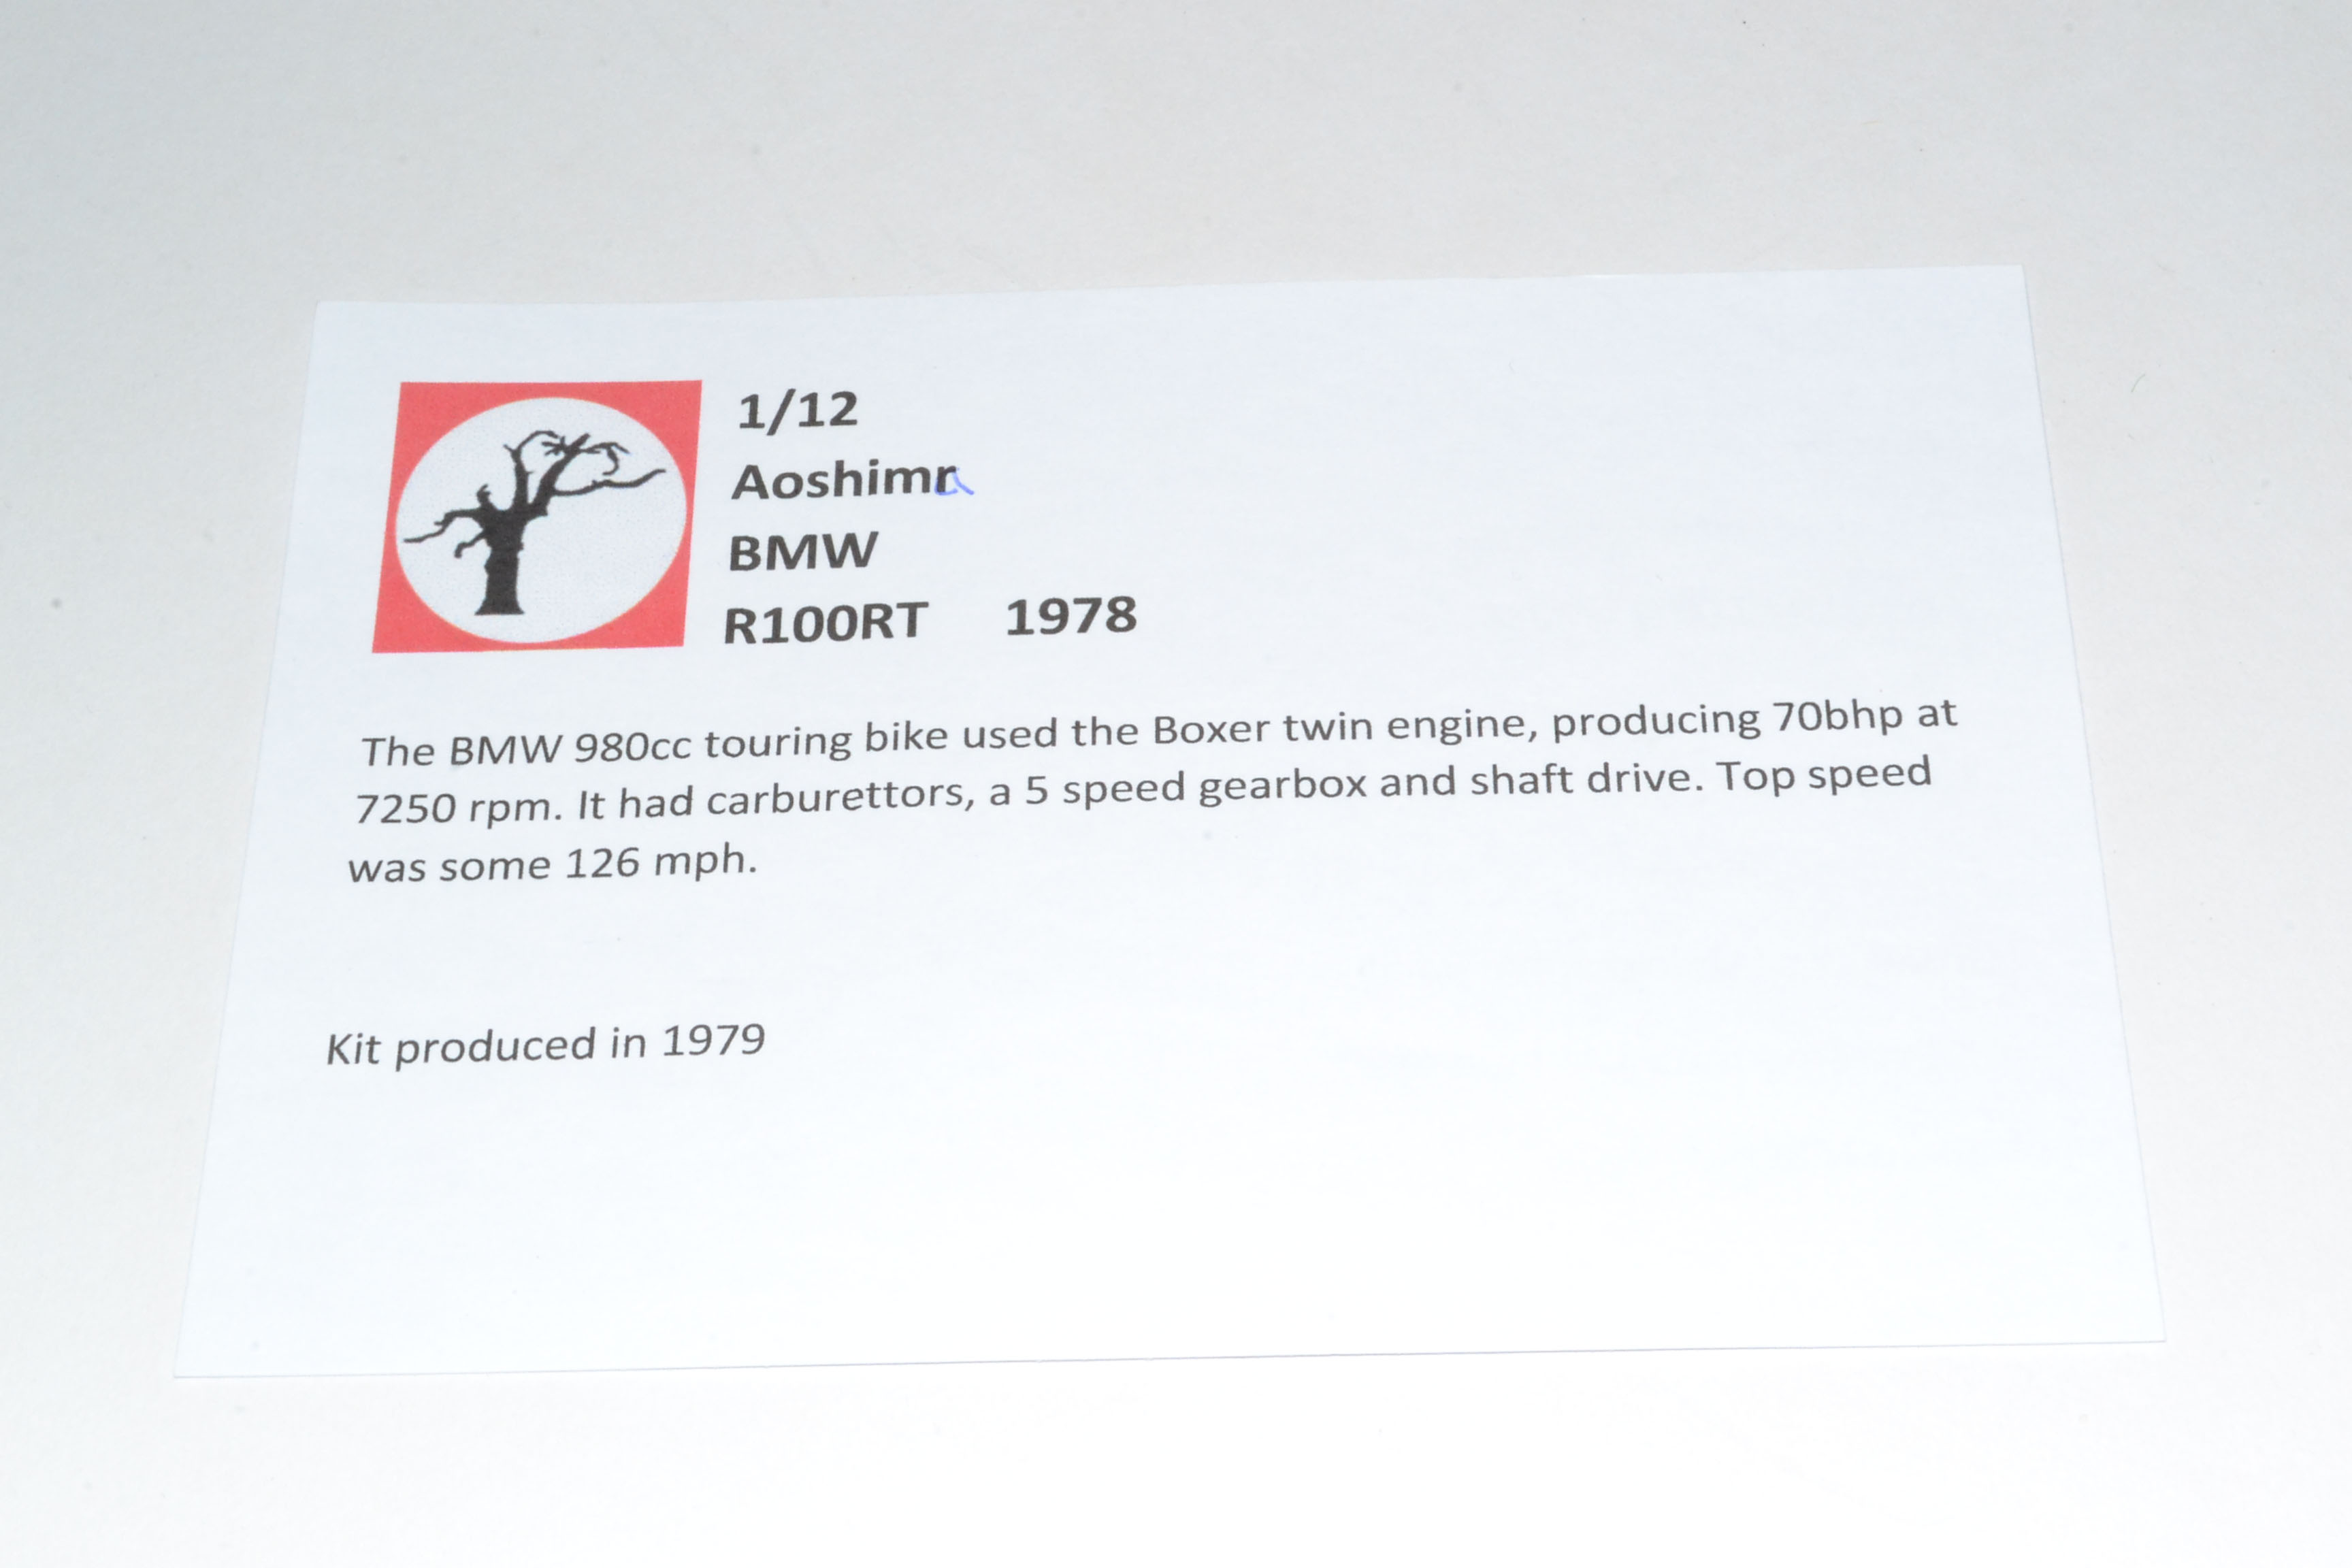 1/12
Aoshima
BMW
R100RT 1978
The BMW 980cc touring bike used the Boxer twin engine, producing 70bhp at
7250 rpm. It had carburettors, a 5 speed gearbox and shaft drive. Top speed
was some 126 mph.
Kit produced in 1979